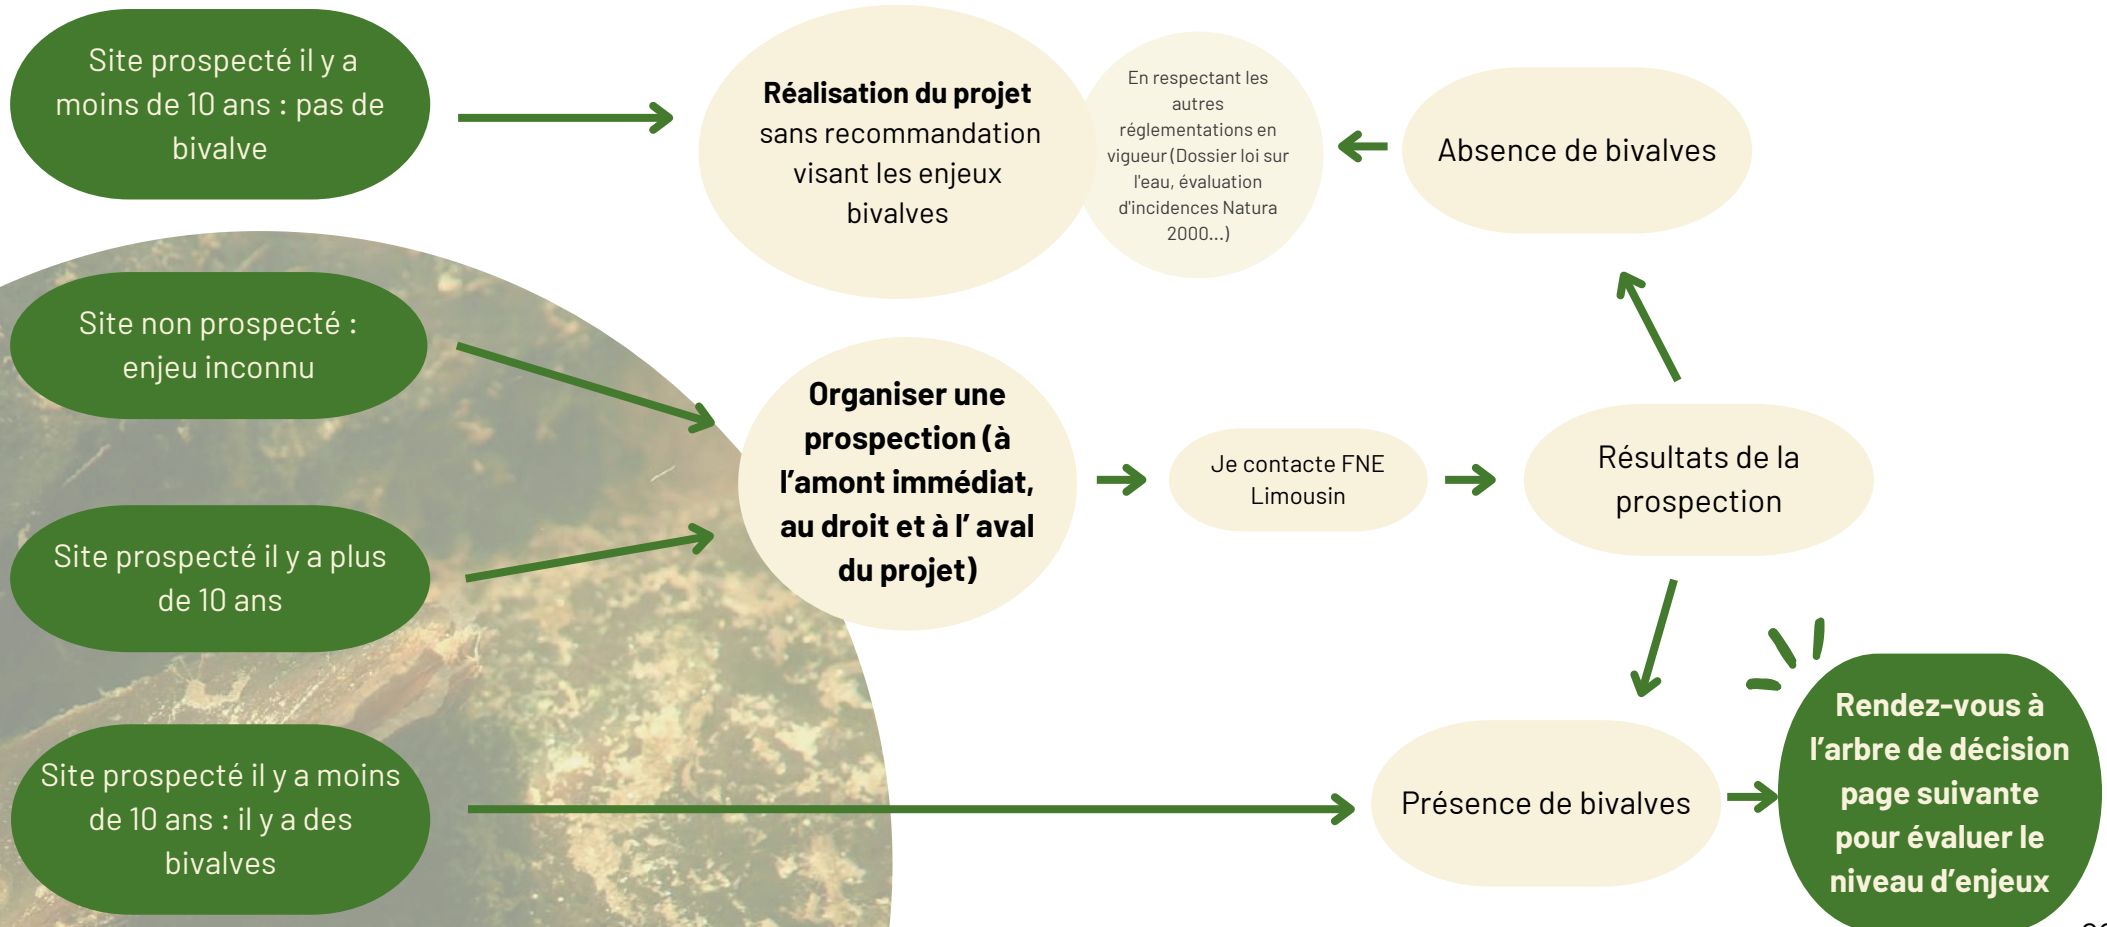 Site prospecté il y a
moins de 10 ans : pas de
bivalve
Réalisation du projet
sans recommandation
visant les enjeux
bivalves
En respectant les
autres
réglementations en
vigueur (Dossier loi sur
l'eau, évaluation
d'incidences Natura
2000...)
Absence de bivalves
Site non prospecté :
enjeu inconnu
Organiser une
prospection (à
l’amont immédiat,
au droit et à l’ aval
du projet)
Je contacte FNE
Limousin
Résultats de la
prospection
Site prospecté il y a plus
de 10 ans
Site prospecté il y a moins
de 10 ans : il y a des
bivalves
Présence de bivalves
Rendez-vous à
l’arbre de décision
page suivante
pour évaluer le
niveau d’enjeux